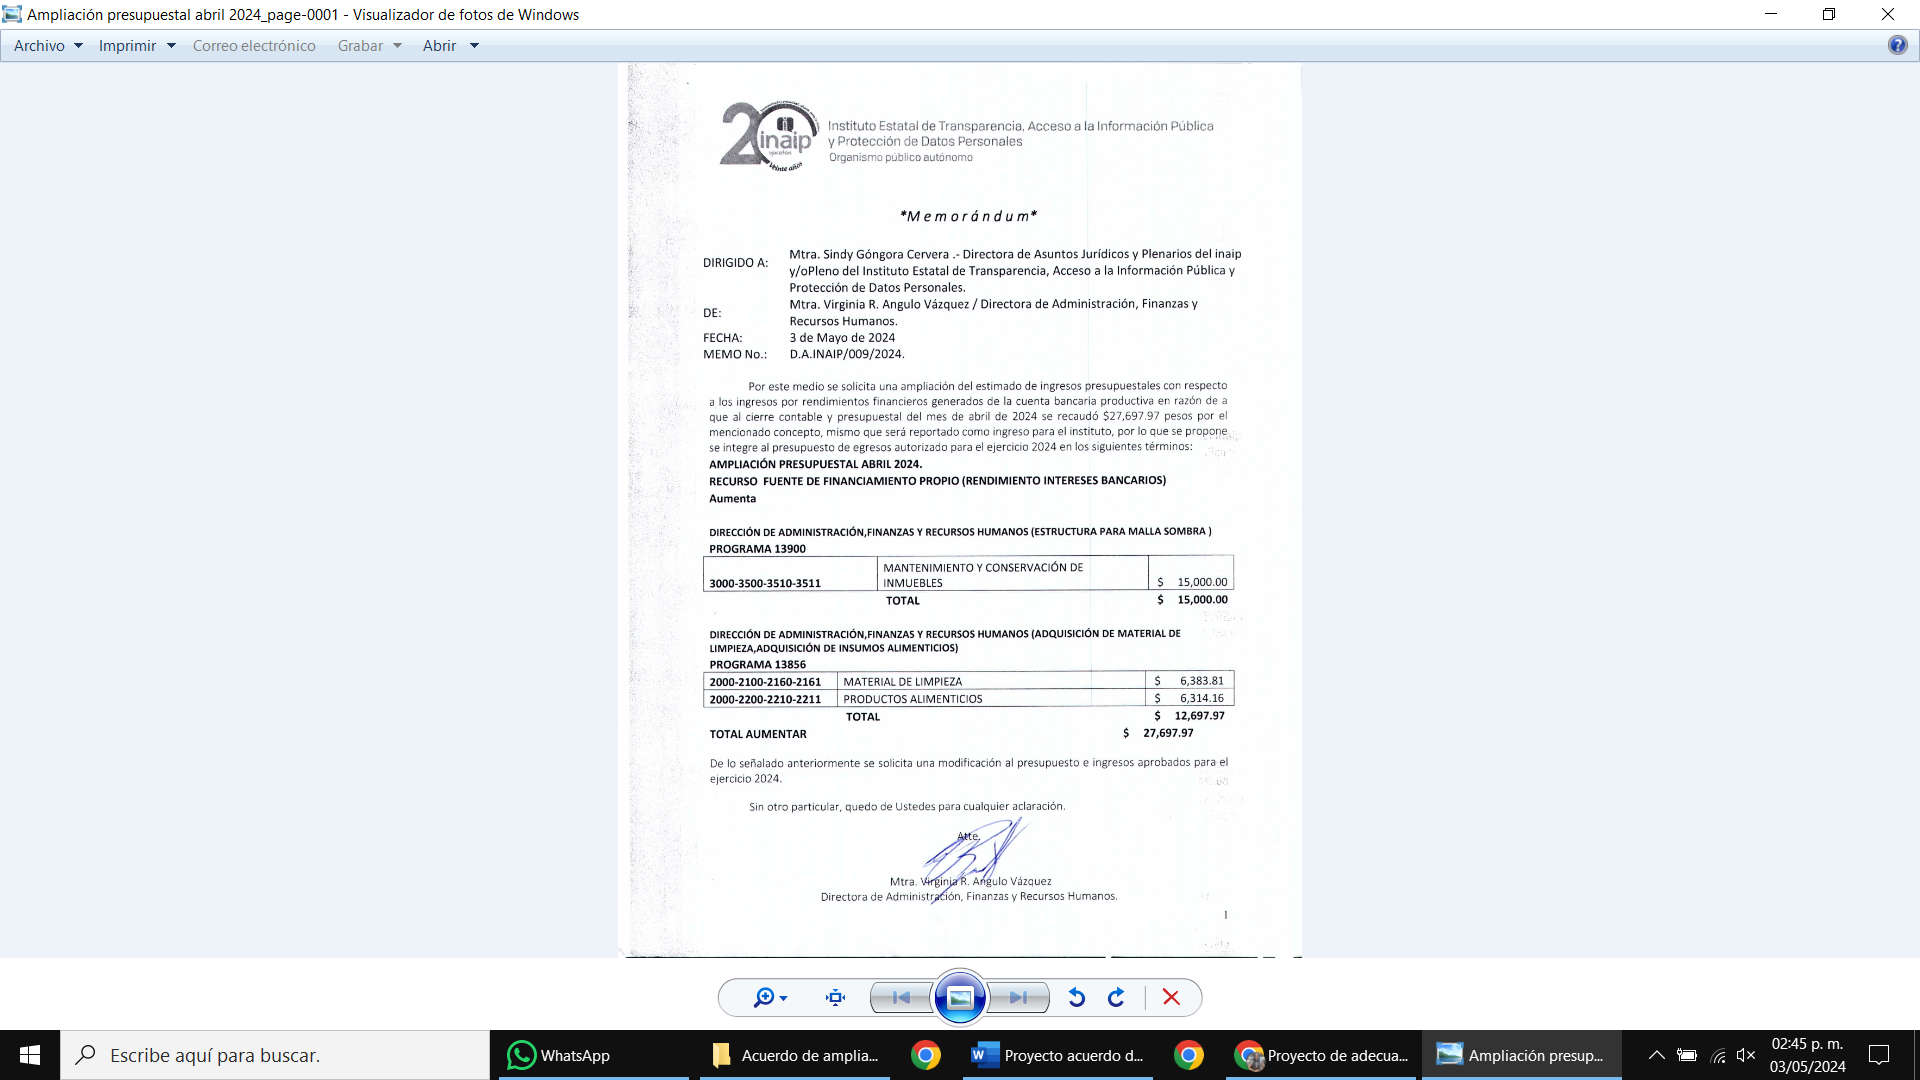 Ampliación presupuestal abril 2024_page-0001 - Visualizador de fotos de Windows
Archivo Imprimir Correo electrónico Grabar Abrir
20 inaip
veinte años
Instituto Estatal de Transparencia, Acceso a la Información Pública
y Protección de Datos Personales
Organismo público autónomo
*Memorándum*
DIRIGIDO A: Mtra. Sindy Góngora Cervera .- Directora de Asuntos Jurídicos y Plenarios del inaip
y/oPleno del Instituto Estatal de Transparencia, Acceso a la Información Pública y
Protección de Datos Personales.
DE: Mtra. Virginia R. Angulo Vázquez / Directora de Administración, Finanzas y
Recursos Humanos.
FECHA: 3 de Mayo de 2024
MEMO No.: D.A.INAIP/009/2024.
Por este medio se solicita una ampliación del estimado de ingresos presupuestales con respecto
a los ingresos por rendimientos financieros generados de la cuenta bancaria productiva en razón de a
que al cierre contable y presupuestal del mes de abril de 2024 se recaudó $27,697.97 pesos por el
mencionado concepto, mismo que será reportado como ingreso para el instituto, por lo que se propone
se integre al presupuesto de egresos autorizado para el ejercicio 2024 en los siguientes términos:
AMPLIACIÓN PRESUPUESTAL ABRIL 2024.
RECURSO FUENTE DE FINANCIAMIENTO PROPIO (RENDIMIENTO INTERESES BANCARIOS)
Aumenta
DIRECCIÓN DE ADMINISTRACIÓN,FINANZAS Y RECURSOS HUMANOS (ESTRUCTURA PARA MALLA SOMBRA )
PROGRAMA 13900
3000-3500-3510-3511 MANTENIMIENTO Y CONSERVACIÓN DE
INMUEBLES $ 15,000.00
TOTAL $ 15,000.00
DIRECCIÓN DE ADMINISTRACIÓN,FINANZAS Y RECURSOS HUMANOS (ADQUISICIÓN DE MATERIAL DE
LIMPIEZA,ADQUISICIÓN DE INSUMOS ALIMENTICIOS)
PROGRAMA 13856
2000-2100-2160-2161 MATERIAL DE LIMPIEZA $ 6,383.81
2000-2200-2210-2211 PRODUCTOS ALIMENTICIOS $ 6,314.16
TOTAL $ 12,697.97
TOTAL AUMENTAR $ 27,697.97
De lo señalado anteriormente se solicita una modificación al presupuesto e ingresos aprobados para el
ejercicio 2024.
Sin otro particular, quedo de Ustedes para cualquier aclaración.
Atte.
Mtra. Virginia R. Angulo Vázquez
Directora de Administración, Finanzas y Recursos Humanos.
1
Escribe aquí para buscar.
WhatsApp
Acuerdo de amplia...
Proyecto acuerdo d...
Proyecto de adecua...
Ampliación presup...
02:45 p. m.
03/05/2024